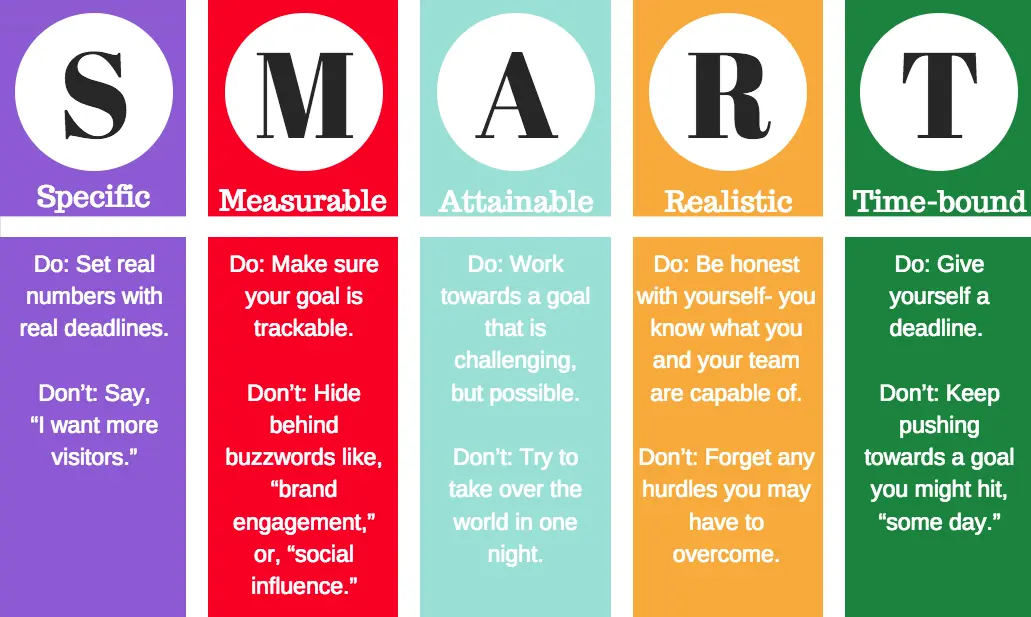 S
Specific
Do: Set real
numbers with
real deadlines.
Don’t: Say,
“I want more
visitors.”
M
Measurable
Do: Make sure
your goal is
trackable.
Don’t: Hide
behind
buzzwords like,
“brand
engagement,”
or, “social
influence.”
A
Attainable
Do: Work
towards a goal
that is
challenging,
but possible.
Don’t: Try to
take over the
world in one
night.
R
Realistic
Do: Be honest
with yourself- you
know what you
and your team
are capable of.
Don’t: Forget any
hurdles you may
have to
overcome.
T
Time-bound
Do: Give
yourself a
deadline.
Don’t: Keep
pushing
towards a goal
you might hit,
“some day.”